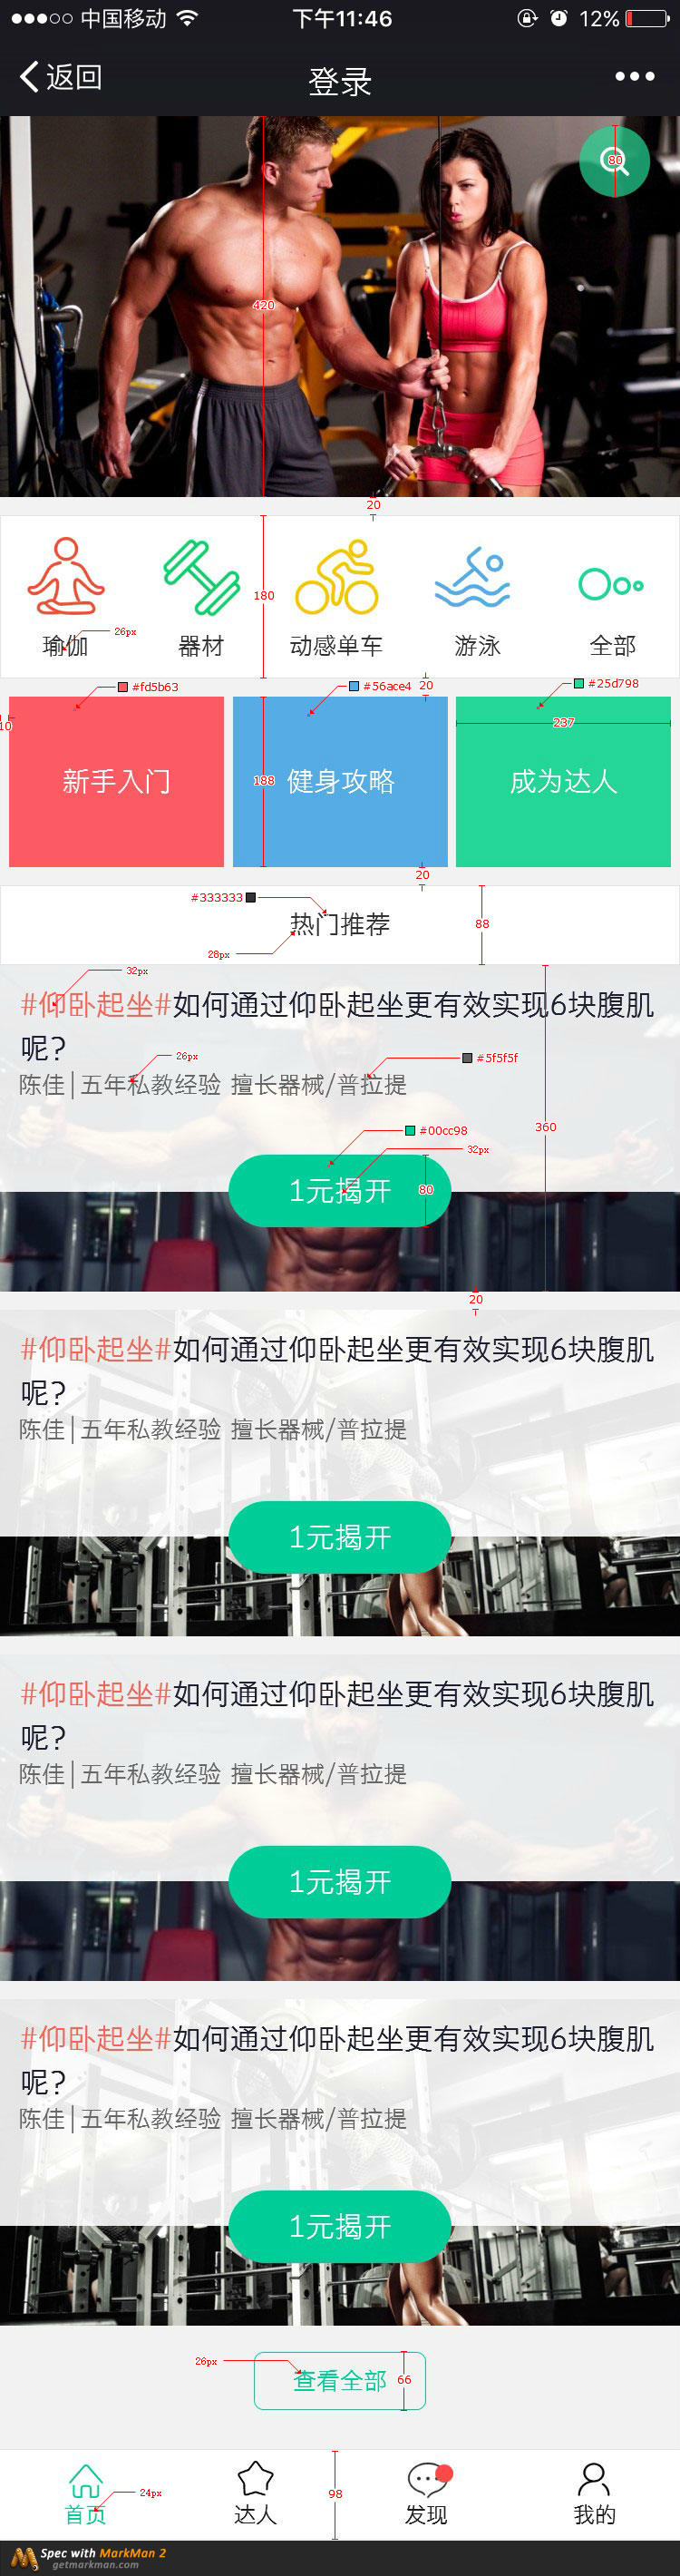 中国移动 下午11:46 12%
返回 登录
80
420
20
180
瑜伽 器材 动感单车 游泳 全部
26px
#fd5b63 #56ace4 20 #25d798
10
237
新手入门 188 健身攻略 成为达人
20
#333333
热门推荐 88
28px
32px
#仰卧起坐#如何通过仰卧起坐更有效实现6块腹肌
呢?
26px #5f5f5f
陈佳|五年私教经验 擅长器械/普拉提
#00cc98 360
32px
1元揭开 80
20
#仰卧起坐#如何通过仰卧起坐更有效实现6块腹肌
呢?
陈佳|五年私教经验 擅长器械/普拉提
1元揭开
#仰卧起坐#如何通过仰卧起坐更有效实现6块腹肌
呢?
陈佳|五年私教经验 擅长器械/普拉提
1元揭开
#仰卧起坐#如何通过仰卧起坐更有效实现6块腹肌
呢?
陈佳|五年私教经验 擅长器械/普拉提
1元揭开
26px
查看全部 66
24px 98
首页 达人 发现 我的
Spec with MarkMan 2
getmarkman.com